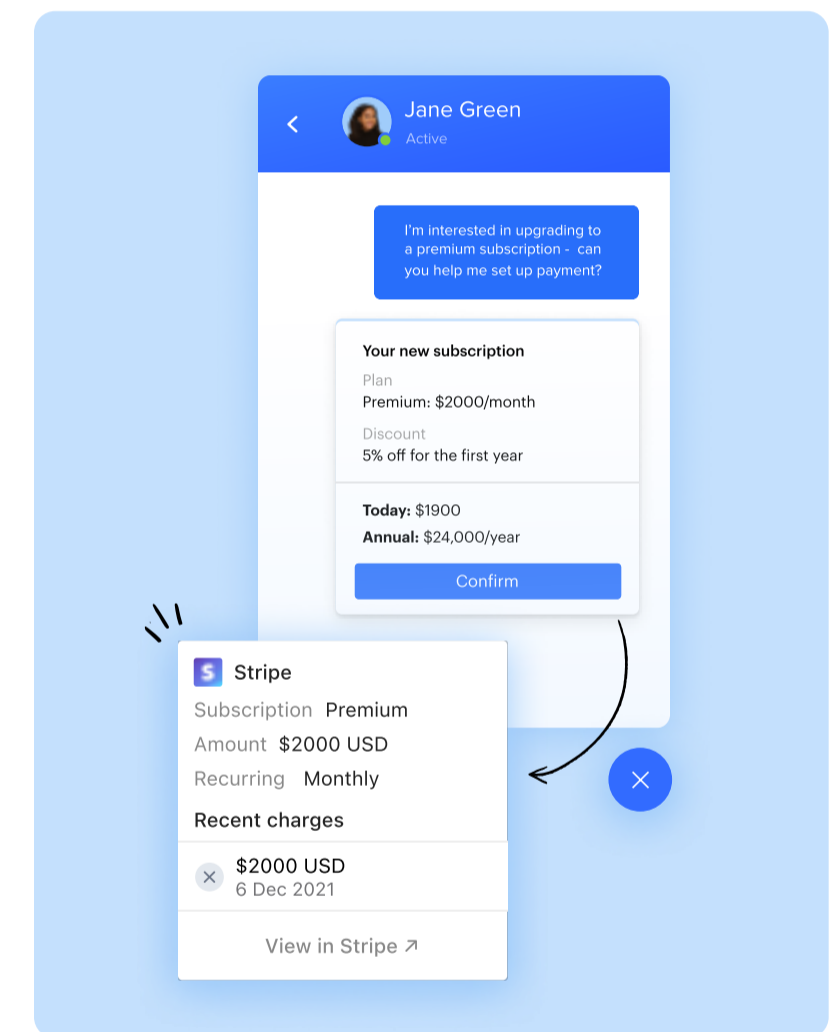 Jane Green
Active
I'm interested in upgrading to
a premium subscription -  can
you help me set up payment?
Your new subscription
Plan
Premium: $2000/month
Discount
5% off for the first year
Today: $1900
Annual: $24,000/year
Confirm
S Stripe
Subscription Premium
Amount $2000 USD
Recurring Monthly
Recent charges
$2000 USD
6 Dec 2021
View in Stripe ↗